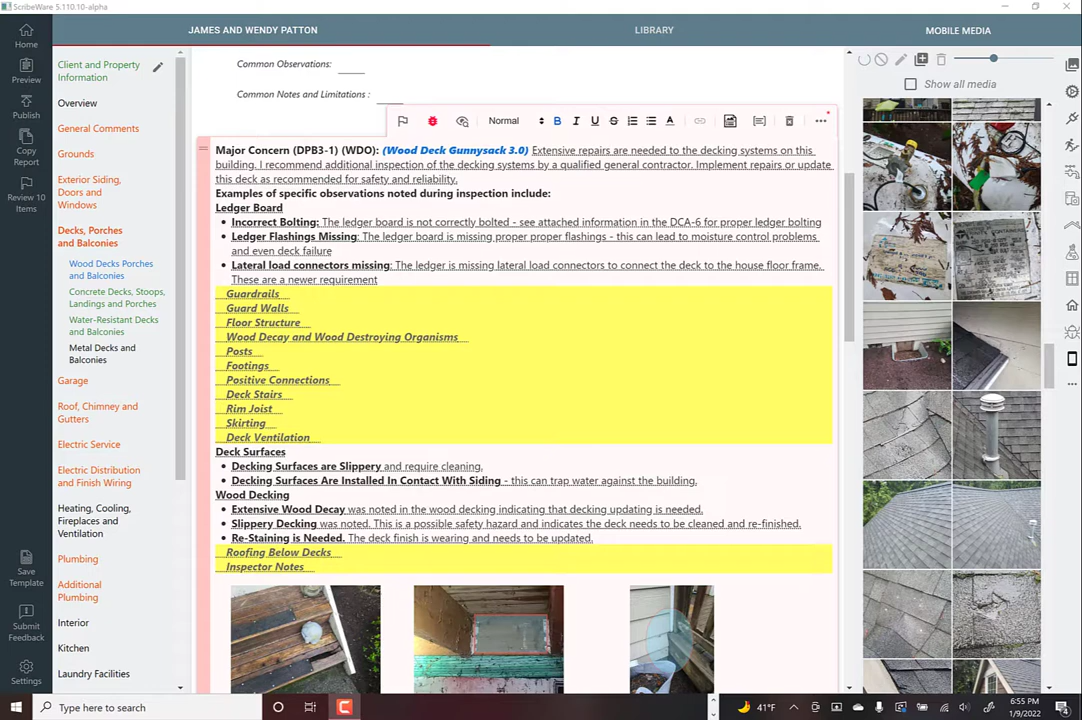 ScribeWare 5.110.10-alpha
JAMES AND WENDY PATTON
LIBRARY
MOBILE MEDIA
Home
Preview
Publish
Copy
Report
Review 10
Items
Save
Template
Submit
Feedback
Settings
Client and Property
Information
Overview
General Comments
Grounds
Exterior Siding,
Doors and
Windows
Decks, Porches
and Balconies
Wood Decks Porches
and Balconies
Concrete Decks, Stoops,
Landings and Porches
Water-Resistant Decks
and Balconies
Metal Decks and
Balconies
Garage
Roof, Chimney and
Gutters
Electric Service
Electric Distribution
and Finish Wiring
Heating, Cooling,
Fireplaces and
Ventilation
Plumbing
Additional
Plumbing
Interior
Kitchen
Laundry Facilities
Common Observations:
Common Notes and Limitations :
Normal
Major Concern (DPB3-1) (WDO): (Wood Deck Gunnysack 3.0) Extensive repairs are needed to the decking systems on this
building. I recommend additional inspection of the decking systems by a qualified general contractor. Implement repairs or update
this deck as recommended for safety and reliability.
Examples of specific observations noted during inspection include:
Ledger Board
Incorrect Bolting: The ledger board is not correctly bolted - see attached information in the DCA-6 for proper ledger bolting
Ledger Flashings Missing: The ledger board is missing proper proper flashings - this can lead to moisture control problems
and even deck failure
Lateral load connectors missing: The ledger is missing lateral load connectors to connect the deck to the house floor frame.
These are a newer requirement
Guardrails
Guard Walls
Floor Structure
Wood Decay and Wood Destroying Organisms
Posts
Footings
Positive Connections
Deck Stairs
Rim Joist
Skirting
Deck Ventilation
Deck Surfaces
Decking Surfaces are Slippery and require cleaning.
Decking Surfaces Are Installed In Contact With Siding - this can trap water against the building.
Wood Decking
Extensive Wood Decay was noted in the wood decking indicating that decking updating is needed.
Slippery Decking was noted. This is a possible safety hazard and indicates the deck needs to be cleaned and re-finished.
Re-Staining is Needed. The deck finish is wearing and needs to be updated.
Roofing Below Decks
Inspector Notes
Show all media
Type here to search
41°F
6:55 PM
1/9/2022
4